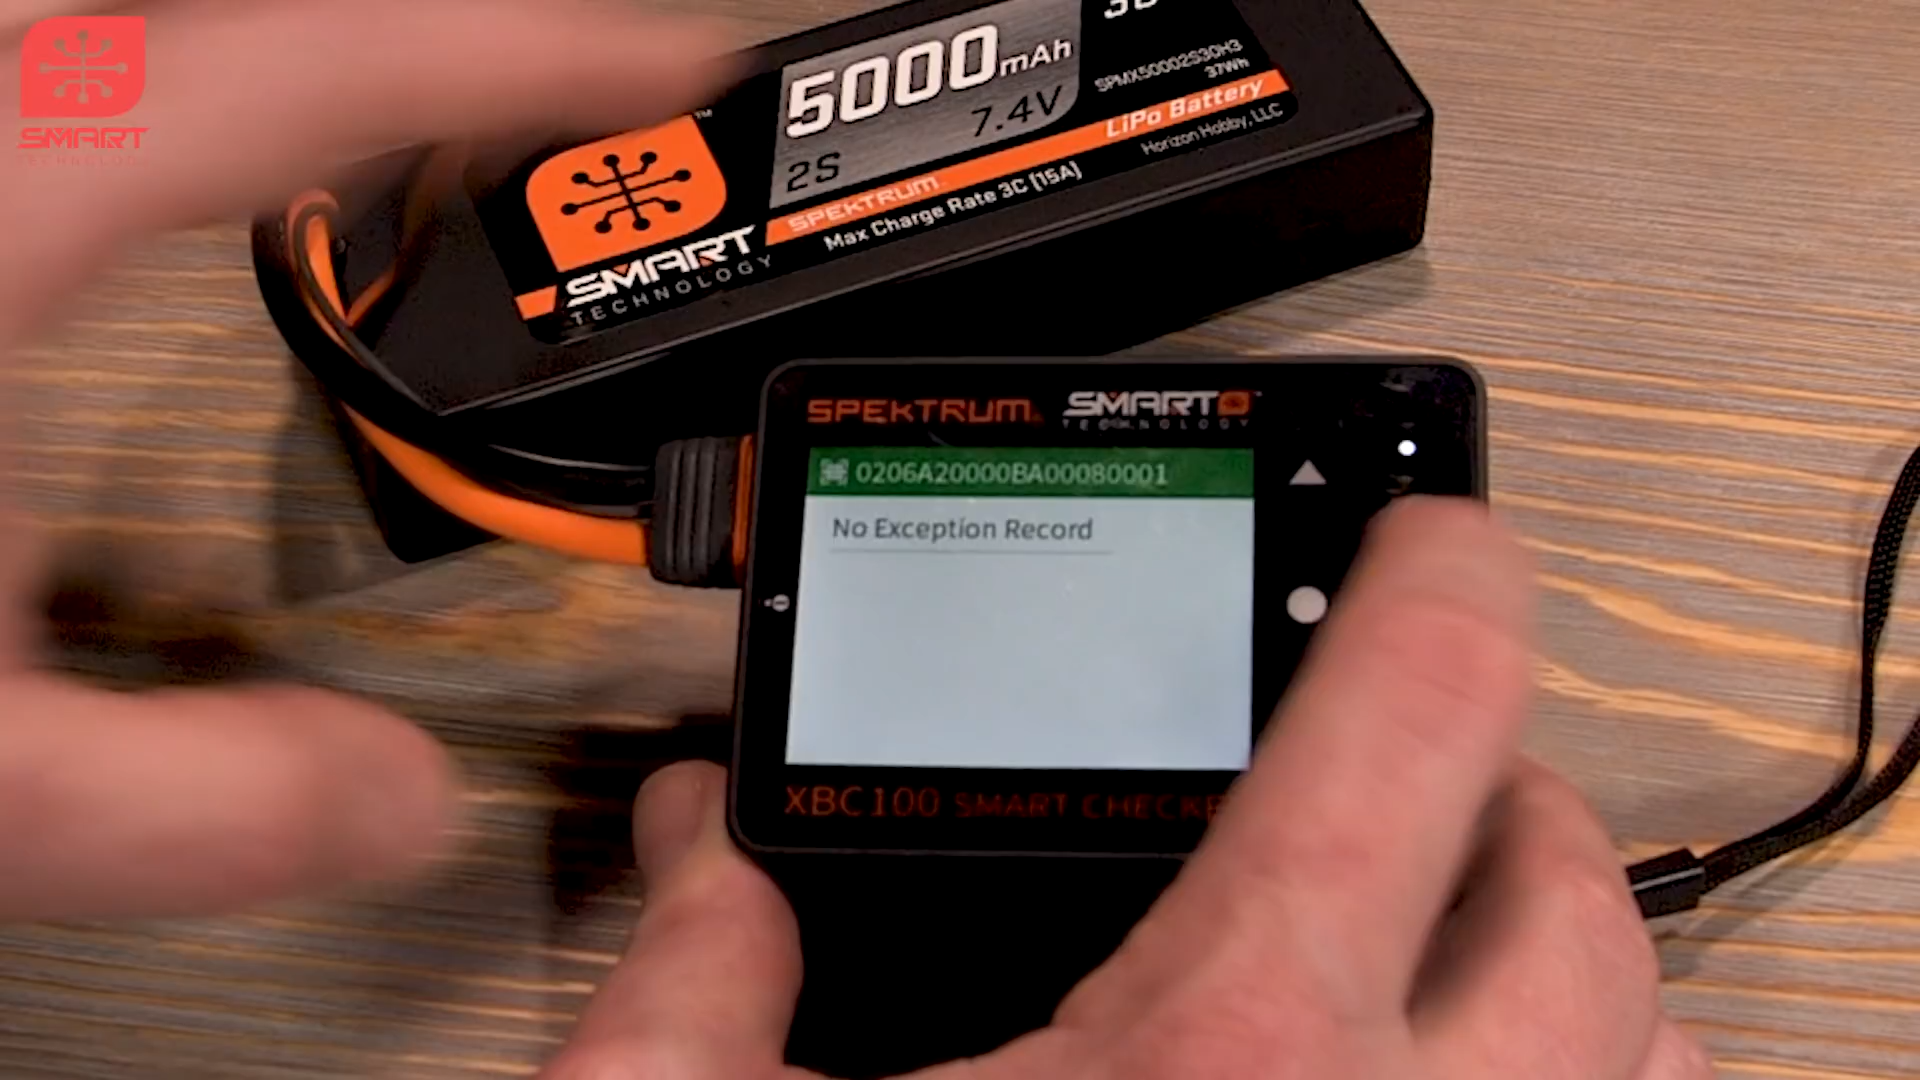 SMART
TECHNOLOGY
5000mAh
7.4V
2S
SPMX50002S30H3
37Wh
LiPo Battery
Horizon Hobby, LLC
SPEKTRUM
Max Charge Rate 3C (15A)
SMART
TECHNOLOGY
SPEKTRUM
SMART
TECHNOLOGY
0206A20000BA00080001
No Exception Record
XBC100 SMART